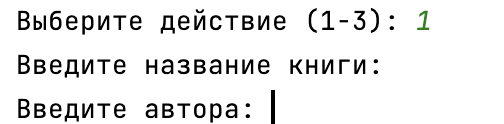 Выберите действие (1-3): 1
Введите название книги:
Введите автора: